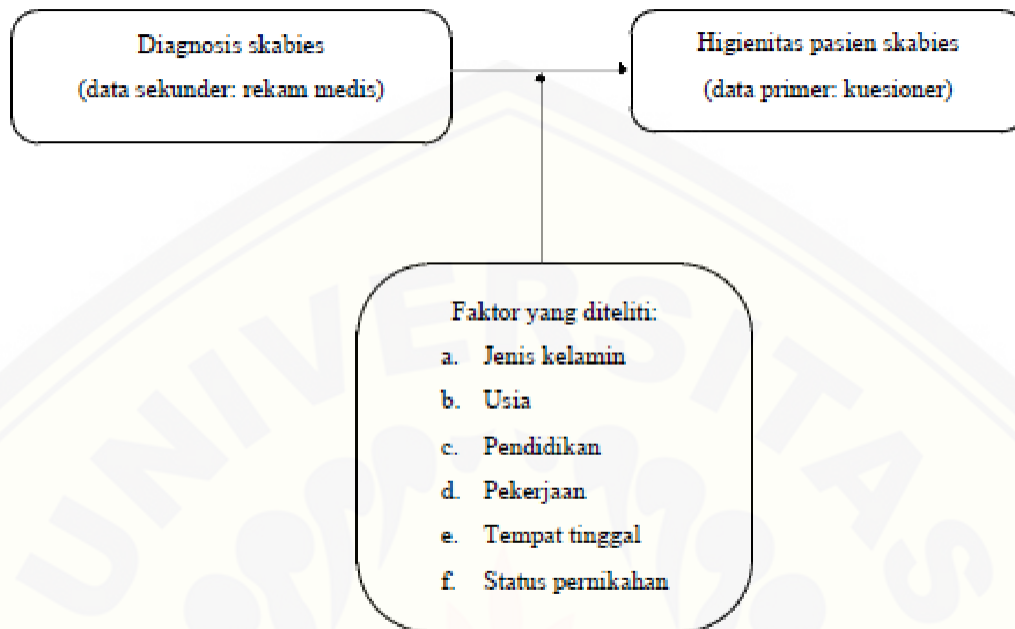 Diagnosis skabies
(data sekunder: rekam medis)
Higienitas pasien skabies
(data primer: kuesioner)
Faktor yang diteliti:
a. Jenis kelamin
b. Usia
c. Pendidikan
d. Pekerjaan
e. Tempat tinggal
f. Status pernikahan
UNIVERSITAS